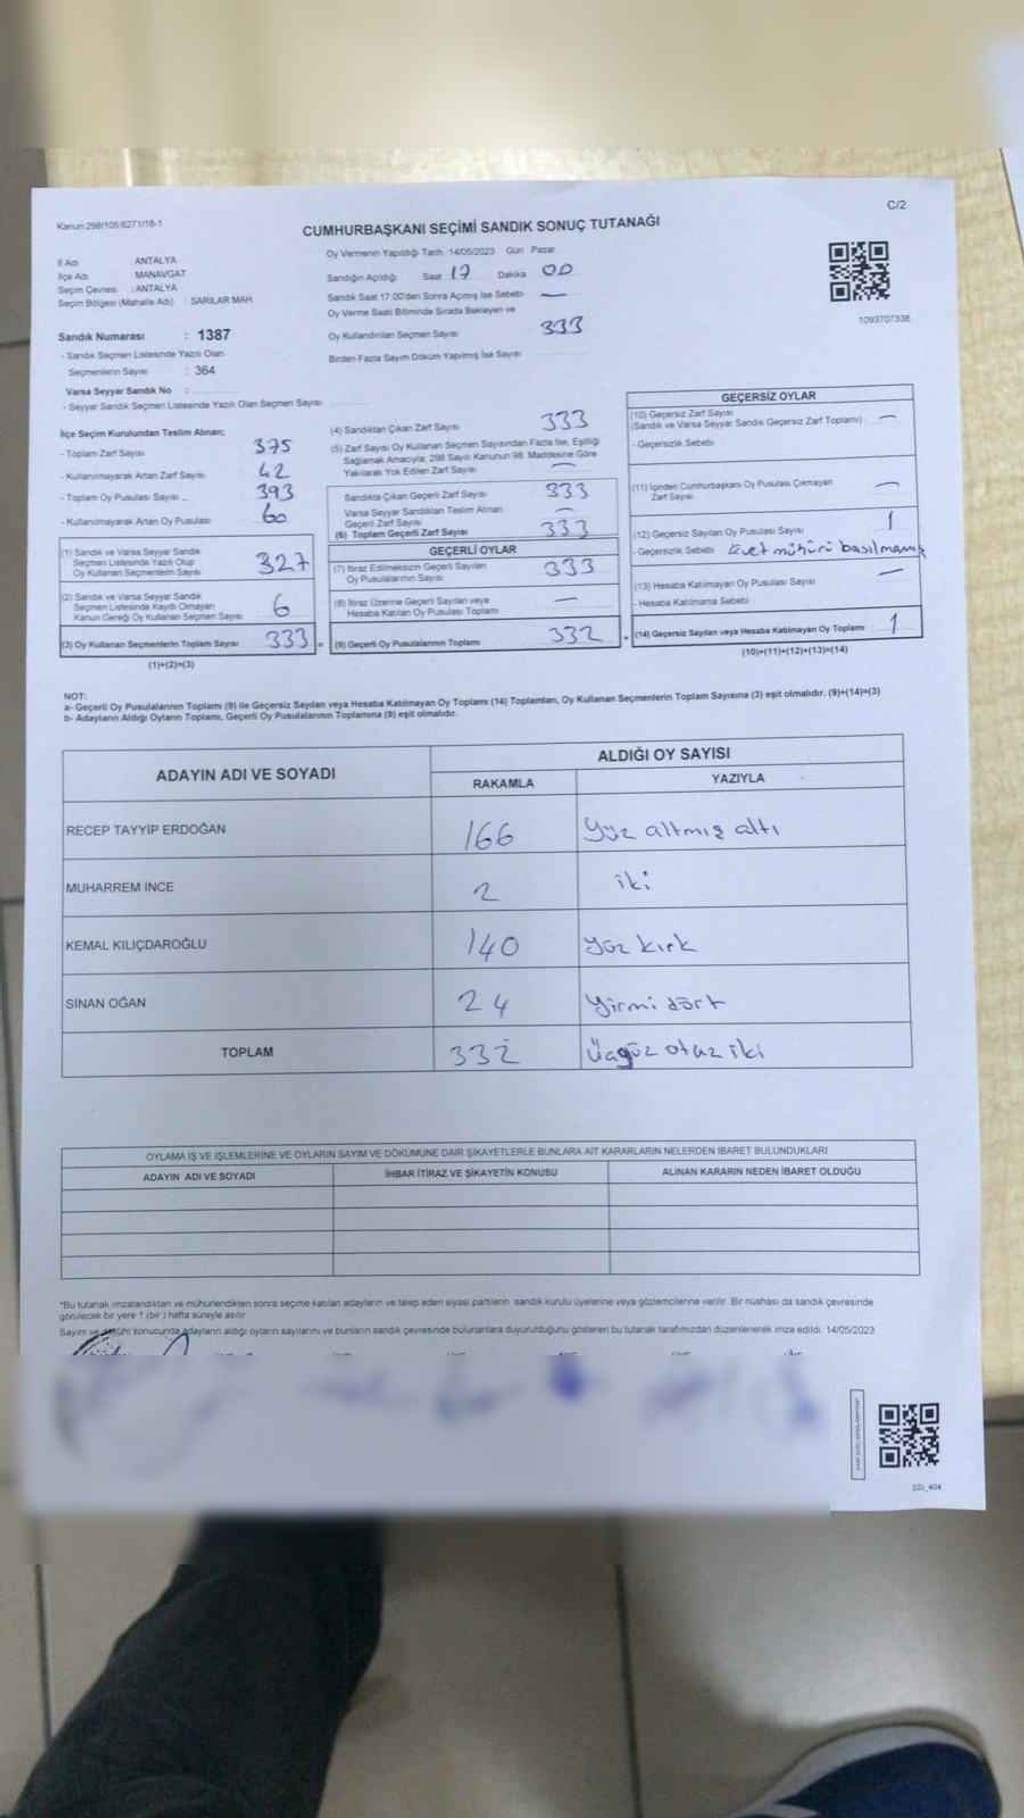 Kanun:298/105/6271/18-1
C/2
CUMHURBAŞKANI SEÇİMİ SANDIK SONUÇ TUTANAĞI
İl Adı ANTALYA
İlçe Adı MANAVGAT
Seçim Çevresi : ANTALYA
Seçim Bölgesi (Mahalle Adı) : SARILAR MAH
Sandık Numarası : 1387
- Sandık Seçmen Listesinde Yazılı Olan
Seçmenlerin Sayısı : 364
Varsa Seyyar Sandık No :
- Seyyar Sandık Seçmen Listesinde Yazılı Olan Seçmen Sayısı
Oy Vermenin Yapıldığı Tarih 14/05/2023 Gün Pazar
Sandığın Açıldığı Saat 17 Dakika 00
Sandık Saat 17.00'den Sonra Açılmış İse Sebebi —
Oy Verme Saati Bitiminde Sırada Bekleyen ve
Oy Kullandırılan Seçmen Sayısı 333
Birden Fazla Sayım Döküm Yapılmış İse Sayısı
1093707338
İlçe Seçim Kurulundan Teslim Alınan;
- Toplam Zarf Sayısı 375
- Kullanılmayarak Artan Zarf Sayısı 42
- Toplam Oy Pusulası Sayısı 393
- Kullanılmayarak Artan Oy Pusulası 60
(1) Sandık ve Varsa Seyyar Sandık
Seçmen Listesinde Yazılı Olup
Oy Kullanan Seçmenlerin Sayısı 327
(2) Sandık ve Varsa Seyyar Sandık
Seçmen Listesinde Kayıtlı Olmayan
Kanun Gereği Oy Kullanan Seçmen Sayısı 6
(3) Oy Kullanan Seçmenlerin Toplam Sayısı 333 =
(1)+(2)=(3)
(4) Sandıktan Çıkan Zarf Sayısı 333
(5) Zarf Sayısı Oy Kullanan Seçmen Sayısından Fazla İse, Eşitliği
Sağlamak Amacıyla; 298 Sayılı Kanunun 98. Maddesine Göre
Yakılarak Yok Edilen Zarf Sayısı —
Sandıkta Çıkan Geçerli Zarf Sayısı 333
Varsa Seyyar Sandıktan Teslim Alınan
Geçerli Zarf Sayısı —
(6) Toplam Geçerli Zarf Sayısı 333
GEÇERLİ OYLAR
(7) İtiraz Edilmeksizin Geçerli Sayılan
Oy Pusulalarının Sayısı 333
(8) İtiraz Üzerine Geçerli Sayılan veya
Hesaba Katılan Oy Pusulası Toplamı —
(9) Geçerli Oy Pusulalarının Toplamı 332 +
GEÇERSİZ OYLAR
(10) Geçersiz Zarf Sayısı
(Sandık ve Varsa Seyyar Sandık Geçersiz Zarf Toplamı) —
- Geçersizlik Sebebi
(11) İçinden Cumhurbaşkanı Oy Pusulası Çıkmayan
Zarf Sayısı —
(12) Geçersiz Sayılan Oy Pusulası Sayısı 1
- Geçersizlik Sebebi Evet mühürü basılmamış
(13) Hesaba Katılmayan Oy Pusulası Sayısı —
- Hesaba Katılmama Sebebi
(14) Geçersiz Sayılan veya Hesaba Katılmayan Oy Toplamı 1
(10)+(11)+(12)+(13)=(14)
NOT:
a- Geçerli Oy Pusulalarının Toplamı (9) ile Geçersiz Sayılan veya Hesaba Katılmayan Oy Toplamı (14) Toplamları, Oy Kullanan Seçmenlerin Toplam Sayısına (3) eşit olmalıdır. (9)+(14)=(3)
b- Adayların Aldığı Oyların Toplamı, Geçerli Oy Pusulalarının Toplamına (9) eşit olmalıdır.
ADAYIN ADI VE SOYADI ALDIĞI OY SAYISI
RAKAMLA YAZIYLA
RECEP TAYYİP ERDOĞAN 166 Yüz altmış altı
MUHARREM İNCE 2 iki
KEMAL KILIÇDAROĞLU 140 yüz kırk
SİNAN OĞAN 24 Yirmi dört
TOPLAM 332 Üçyüz otuz iki
OYLAMA İŞ VE İŞLEMLERİNE VE OYLARIN SAYIM VE DÖKÜMÜNE DAİR ŞİKAYETLERLE BUNLARA AİT KARARLARIN NELERDEN İBARET BULUNDUKLARI
ADAYIN ADI VE SOYADI İHBAR İTİRAZ VE ŞİKAYETİN KONUSU ALINAN KARARIN NEDEN İBARET OLDUĞU
*Bu tutanak imzalandıktan ve mühürlendikten sonra seçime katılan adayların ve talep eden siyasi partilerin sandık kurulu üyelerine veya gözlemcilerine verilir. Bir nüshası da sandık çevresinde
görülecek bir yere 1 (bir) hafta süreyle asılır
Sayım ve döküm sonucunda adayların aldığı oyların sayılarını ve bunların sandık çevresinde bulunanlara duyurulduğunu gösteren bu tutanak tarafımızdan düzenlenerek imza edildi. 14/05/2023